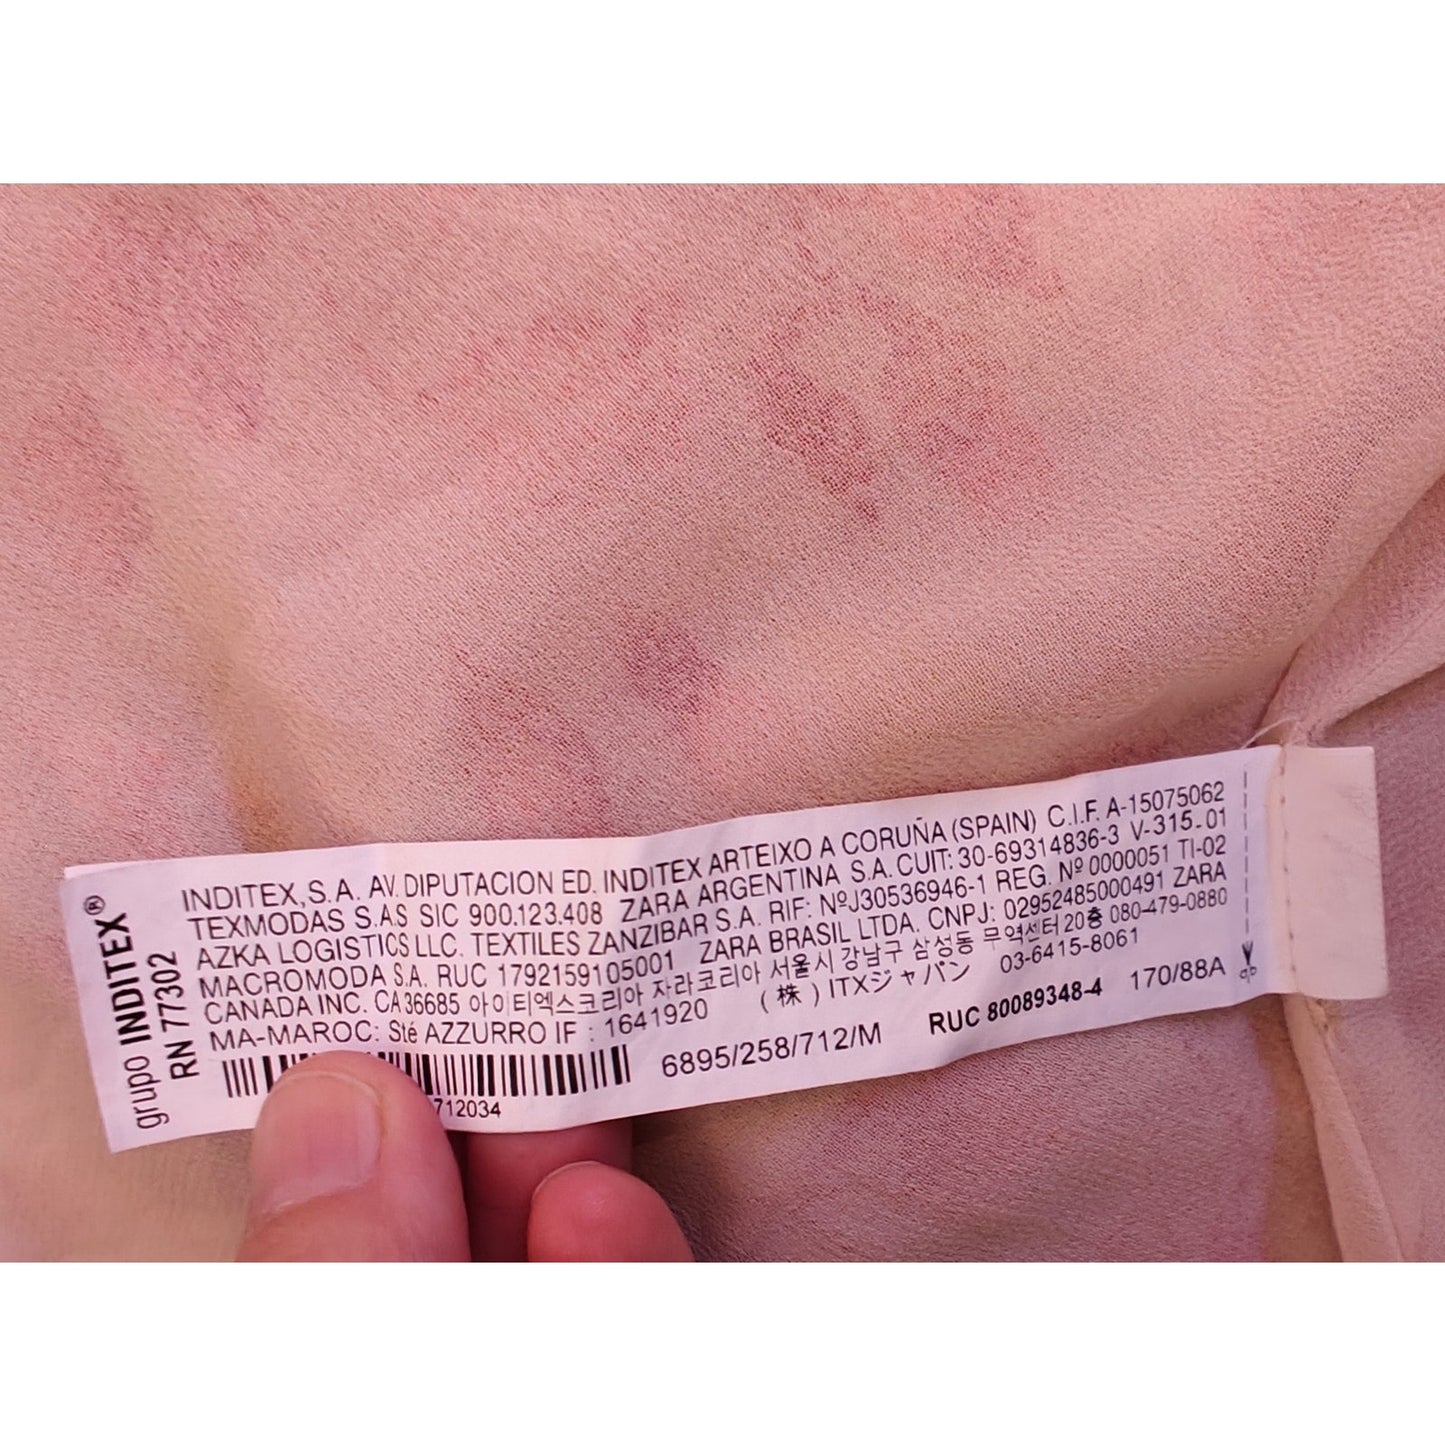 grupo INDITEX®
RN 77302
INDITEX,S.A. AV. DIPUTACION ED. INDITEX ARTEIXO A CORUÑA (SPAIN) C.I.F. A-15075062
TEXMODAS S.A.S SIC 900.123.408 ZARA ARGENTINA S.A. CUIT: 30-69314836-3 V-315-01
AZKA LOGISTICS LLC. TEXTILES ZANZIBAR S.A. RIF: NºJ30536946-1 REG. Nº 0000051 TI-02
MACROMODA S.A. RUC 1792159105001 ZARA BRASIL LTDA. CNPJ: 02952485000491 ZARA
CANADA INC. CA 36685 아이티엑스코리아 자라코리아 서울시 강남구 삼성동 무역센터 20층 080-479-0880
MA-MAROC: Sté AZZURRO IF : 1641920 (株) ITXジャパン 03-6415-8061
6895/258/712/M RUC 80089348-4 170/88A
712034